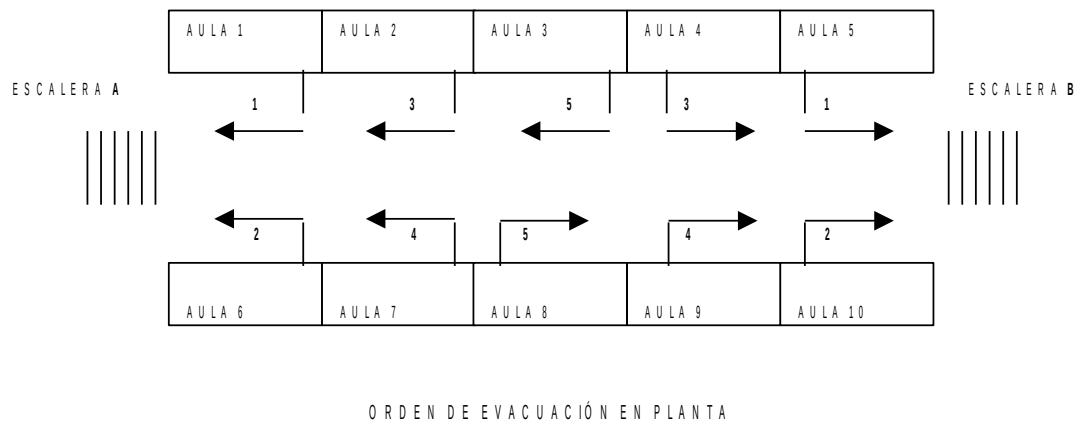 AULA 1 AULA 2 AULA 3 AULA 4 AULA 5
ESCALERA A ESCALERA B
1 3 5 3 1
2 4 5 4 2
AULA 6 AULA 7 AULA 8 AULA 9 AULA 10
ORDEN DE EVACUACIÓN EN PLANTA